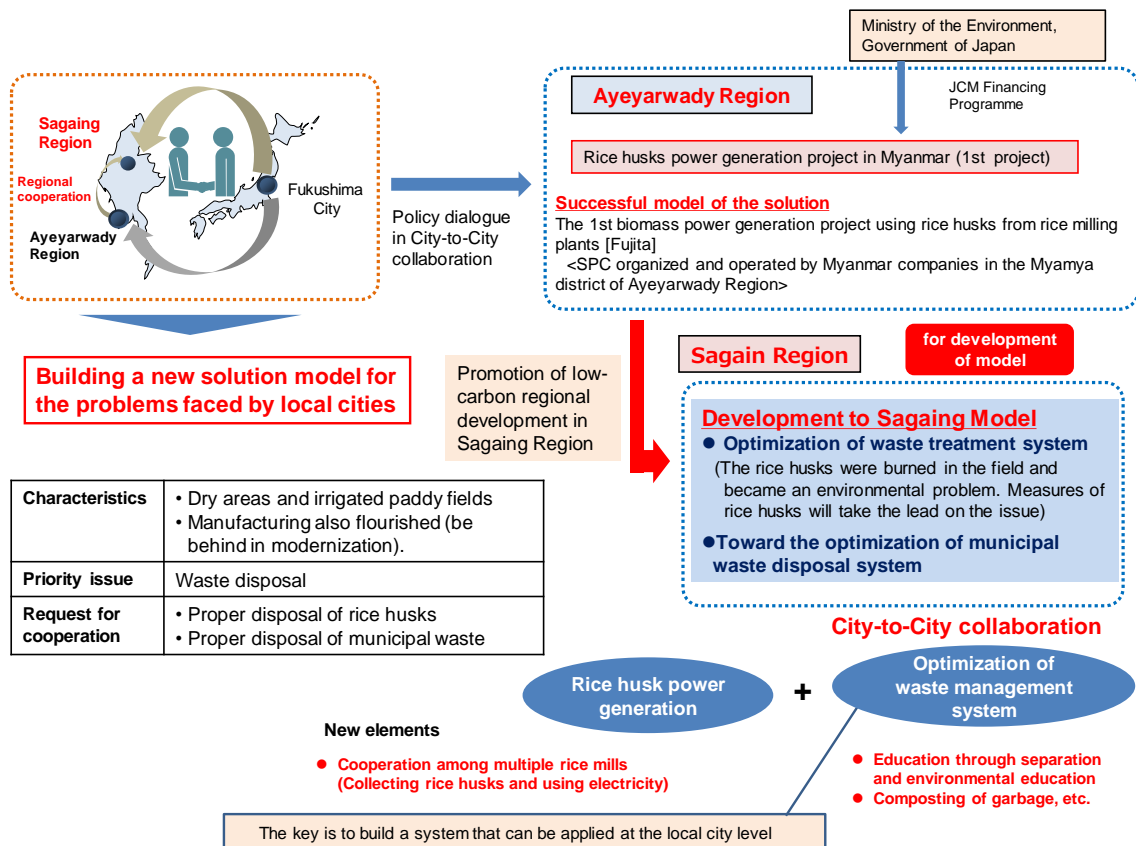 Ministry of the Environment,
Government of Japan
JCM Financing
Programme
Sagaing
Region
Regional
cooperation
Ayeyarwady
Region
Fukushima
City
Policy dialogue
in City-to-City
collaboration
Ayeyarwady Region
Rice husks power generation project in Myanmar (1st project)
Successful model of the solution
The 1st biomass power generation project using rice husks from rice milling
plants [Fujita]
<SPC organized and operated by Myanmar companies in the Myamya
district of Ayeyarwady Region>
Building a new solution model for
the problems faced by local cities
Promotion of low-
carbon regional
development in
Sagaing Region
Sagain Region
for development
of model
Development to Sagaing Model
● Optimization of waste treatment system
(The rice husks were burned in the field and
became an environmental problem. Measures of
rice husks will take the lead on the issue)
●Toward the optimization of municipal
waste disposal system
Characteristics
• Dry areas and irrigated paddy fields
• Manufacturing also flourished (be
behind in modernization).
Priority issue
Waste disposal
Request for
cooperation
• Proper disposal of rice husks
• Proper disposal of municipal waste
City-to-City collaboration
Rice husk power
generation
+
Optimization of
waste management
system
New elements
● Cooperation among multiple rice mills
(Collecting rice husks and using electricity)
● Education through separation
and environmental education
● Composting of garbage, etc.
The key is to build a system that can be applied at the local city level